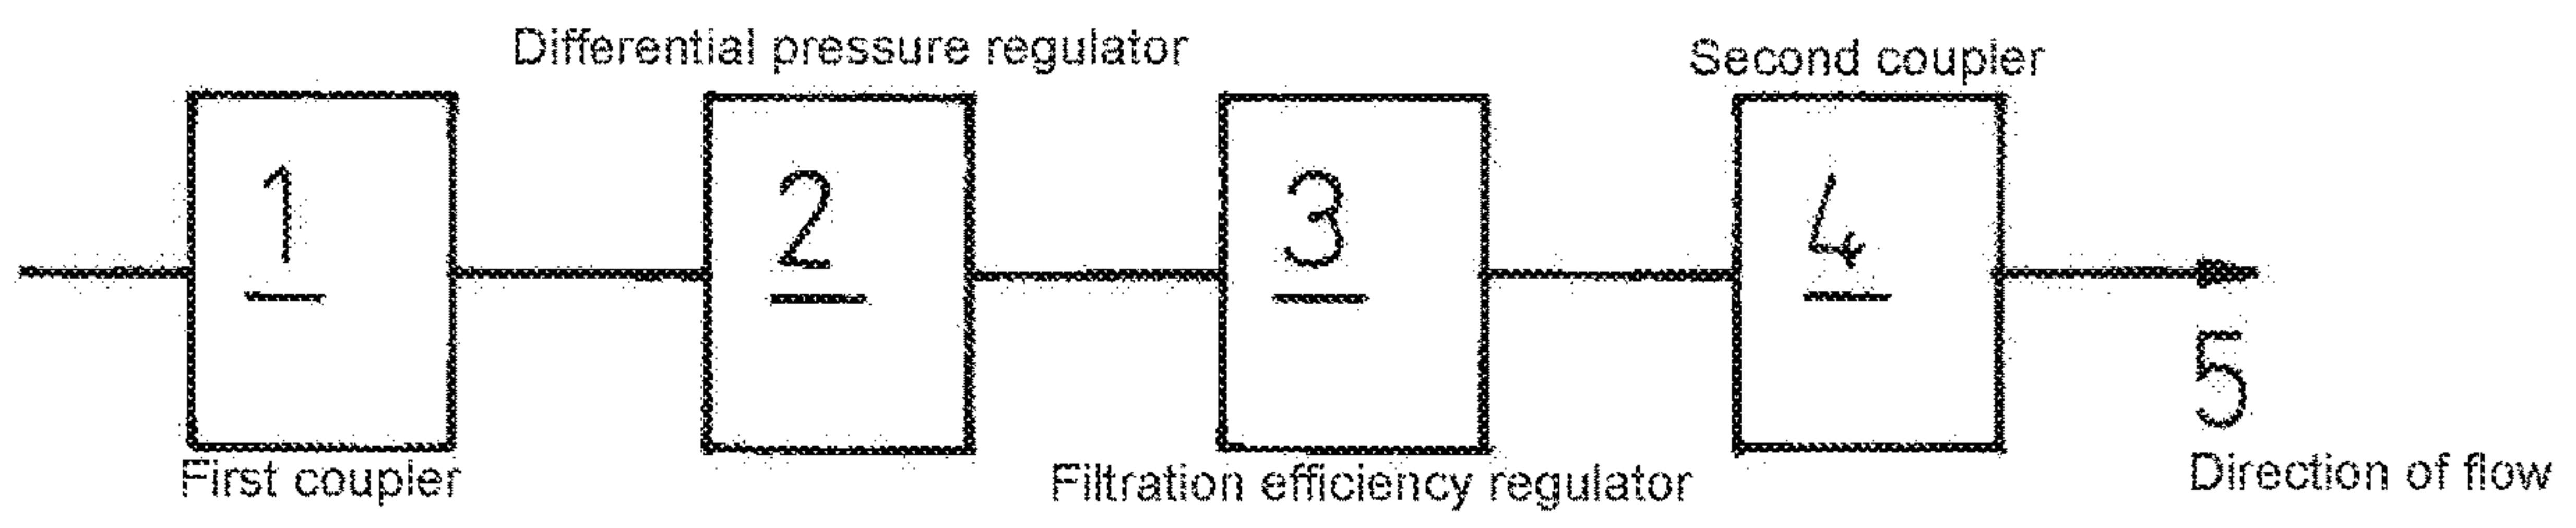 Differential pressure regulator
Second coupler
1
2
3
4
5
First coupler
Filtration efficiency regulator
Direction of flow